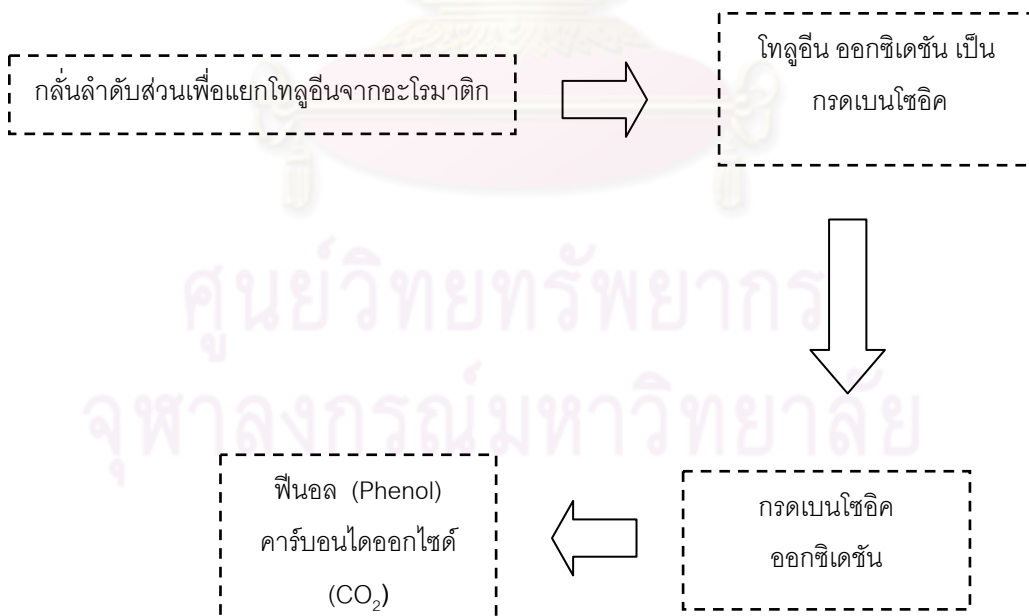 กลั่นลำดับส่วนเพื่อแยกโทลูอีนจากอะโรมาติก
โทลูอีน ออกซิเดชัน เป็น
กรดเบนโซอิค
ศูนย์วิทยทรัพยากร
จุฬาลงกรณ์มหาวิทยาลัย
กรดเบนโซอิค
ออกซิเดชัน
ฟีนอล (Phenol)
คาร์บอนไดออกไซด์
(CO₂)